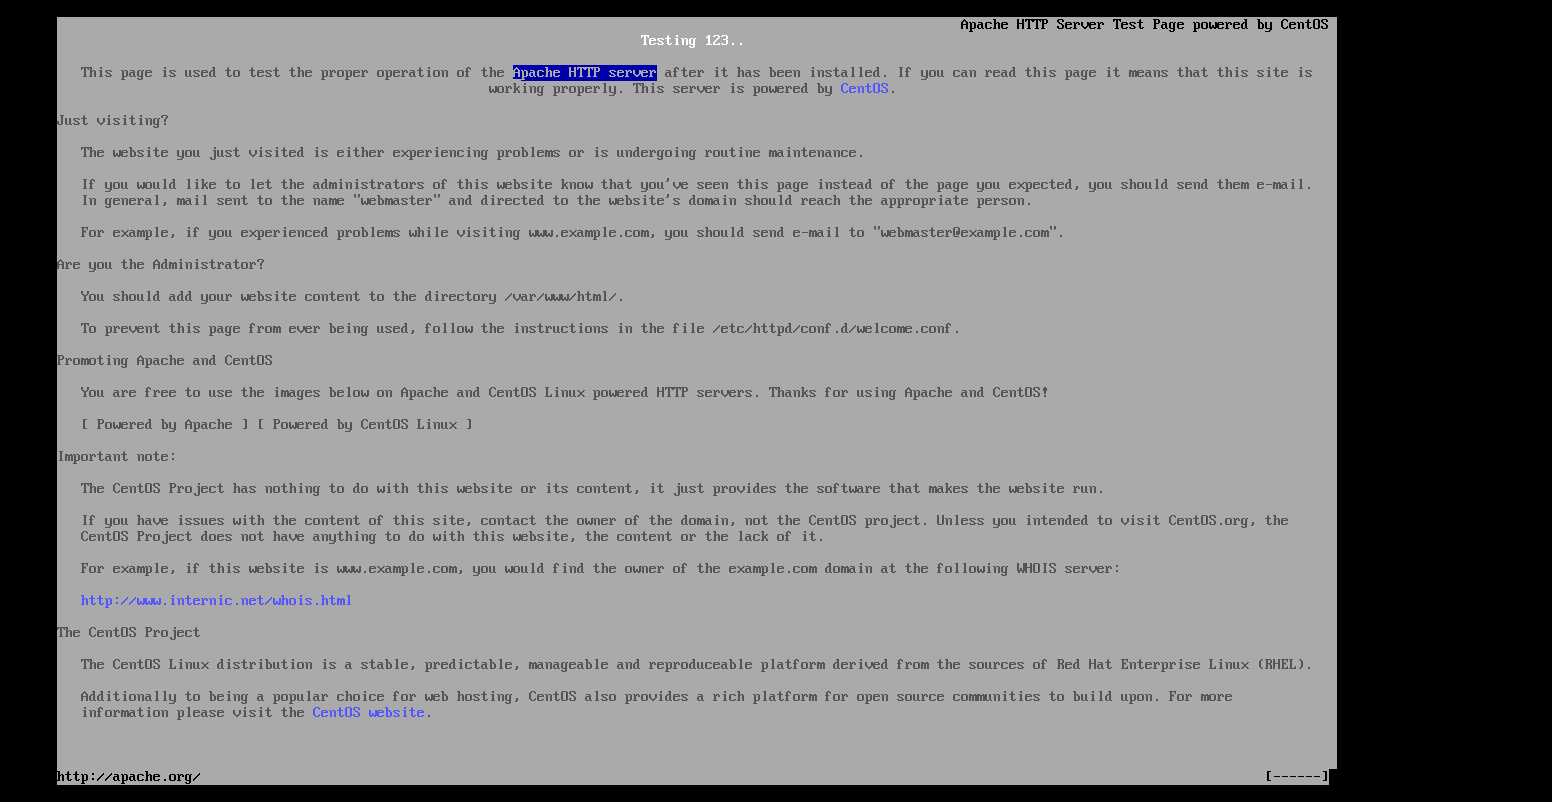 Apache HTTP Server Test Page powered by CentOS
Testing 123..
This page is used to test the proper operation of the Apache HTTP server after it has been installed. If you can read this page it means that this site is
working properly. This server is powered by CentOS.
Just visiting?
The website you just visited is either experiencing problems or is undergoing routine maintenance.
If you would like to let the administrators of this website know that you've seen this page instead of the page you expected, you should send them e-mail.
In general, mail sent to the name "webmaster" and directed to the website's domain should reach the appropriate person.
For example, if you experienced problems while visiting www.example.com, you should send e-mail to "webmaster@example.com".
Are you the Administrator?
You should add your website content to the directory /var/www/html/.
To prevent this page from ever being used, follow the instructions in the file /etc/httpd/conf.d/welcome.conf.
Promoting Apache and CentOS
You are free to use the images below on Apache and CentOS Linux powered HTTP servers. Thanks for using Apache and CentOS!
[ Powered by Apache ] [ Powered by CentOS Linux ]
Important note:
The CentOS Project has nothing to do with this website or its content, it just provides the software that makes the website run.
If you have issues with the content of this site, contact the owner of the domain, not the CentOS project. Unless you intended to visit CentOS.org, the
CentOS Project does not have anything to do with this website, the content or the lack of it.
For example, if this website is www.example.com, you would find the owner of the example.com domain at the following WHOIS server:
http://www.internic.net/whois.html
The CentOS Project
The CentOS Linux distribution is a stable, predictable, manageable and reproduceable platform derived from the sources of Red Hat Enterprise Linux (RHEL).
Additionally to being a popular choice for web hosting, CentOS also provides a rich platform for open source communities to build upon. For more
information please visit the CentOS website.
http://apache.org/ [------]